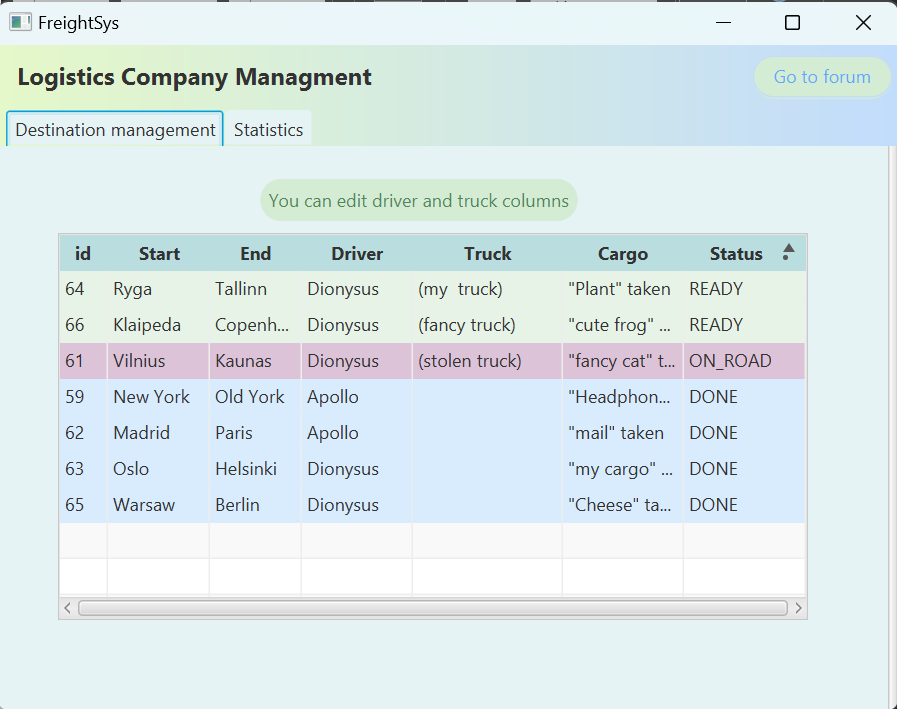 FreightSys
Logistics Company Managment
Go to forum
Destination management Statistics
You can edit driver and truck columns
id Start End Driver Truck Cargo Status
64 Ryga Tallinn Dionysus (my  truck) "Plant" taken READY
66 Klaipeda Copenh... Dionysus (fancy truck) "cute frog" ... READY
61 Vilnius Kaunas Dionysus (stolen truck) "fancy cat" t... ON_ROAD
59 New York Old York Apollo "Headphon... DONE
62 Madrid Paris Apollo "mail" taken DONE
63 Oslo Helsinki Dionysus "my cargo" ... DONE
65 Warsaw Berlin Dionysus "Cheese" ta... DONE